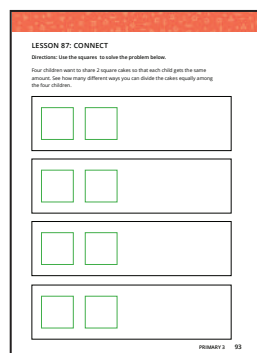 LESSON 87: CONNECT
Directions: Use the squares to solve the problem below.
Four children want to share 2 square cakes so that each child gets the same
amount. See how many different ways you can divide the cakes equally among
the four children.
PRIMARY 3 93